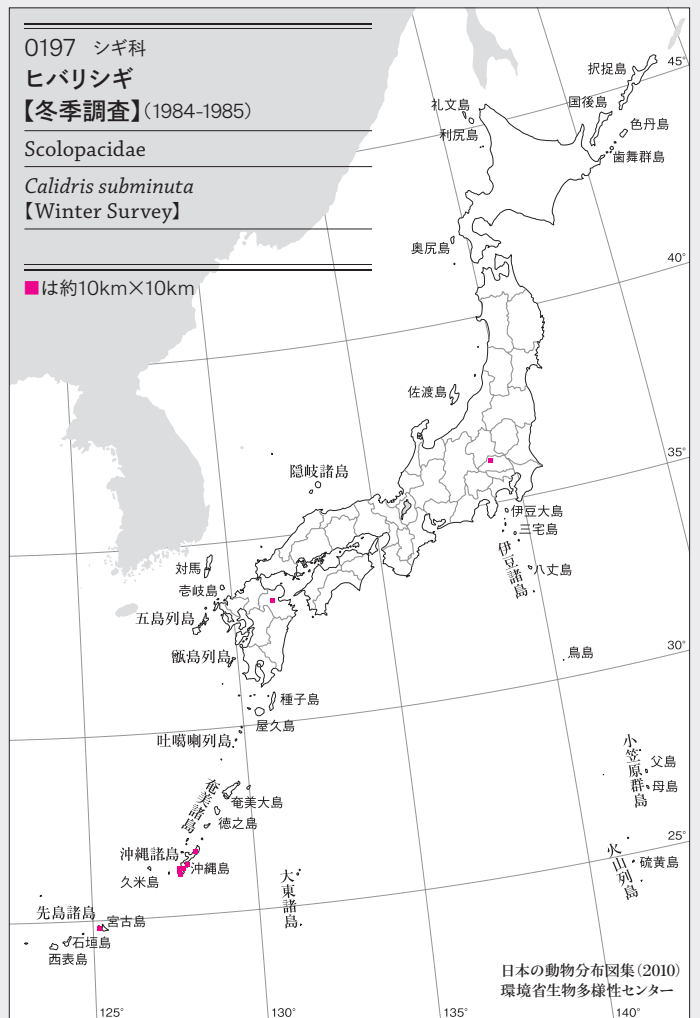 0197 シギ科
ヒバリシギ
【冬季調査】(1984-1985)
Scolopacidae
Calidris subminuta
【Winter Survey】
■は約10km×10km
択捉島
45°
礼文島
国後島
色丹島
利尻島
歯舞群島
奥尻島
40°
佐渡島
35°
隠岐諸島
伊豆大島
三宅島
伊豆諸島
八丈島
対馬
壱岐島
五島列島
甑島列島
鳥島
30°
種子島
屋久島
吐噶喇列島
小笠原群島
父島
母島
奄美諸島
奄美大島
徳之島
25°
沖縄諸島
沖縄島
久米島
火山列島
硫黄島
大東諸島
先島諸島
宮古島
石垣島
西表島
日本の動物分布図集(2010)
環境省生物多様性センター
125°
130°
135°
140°